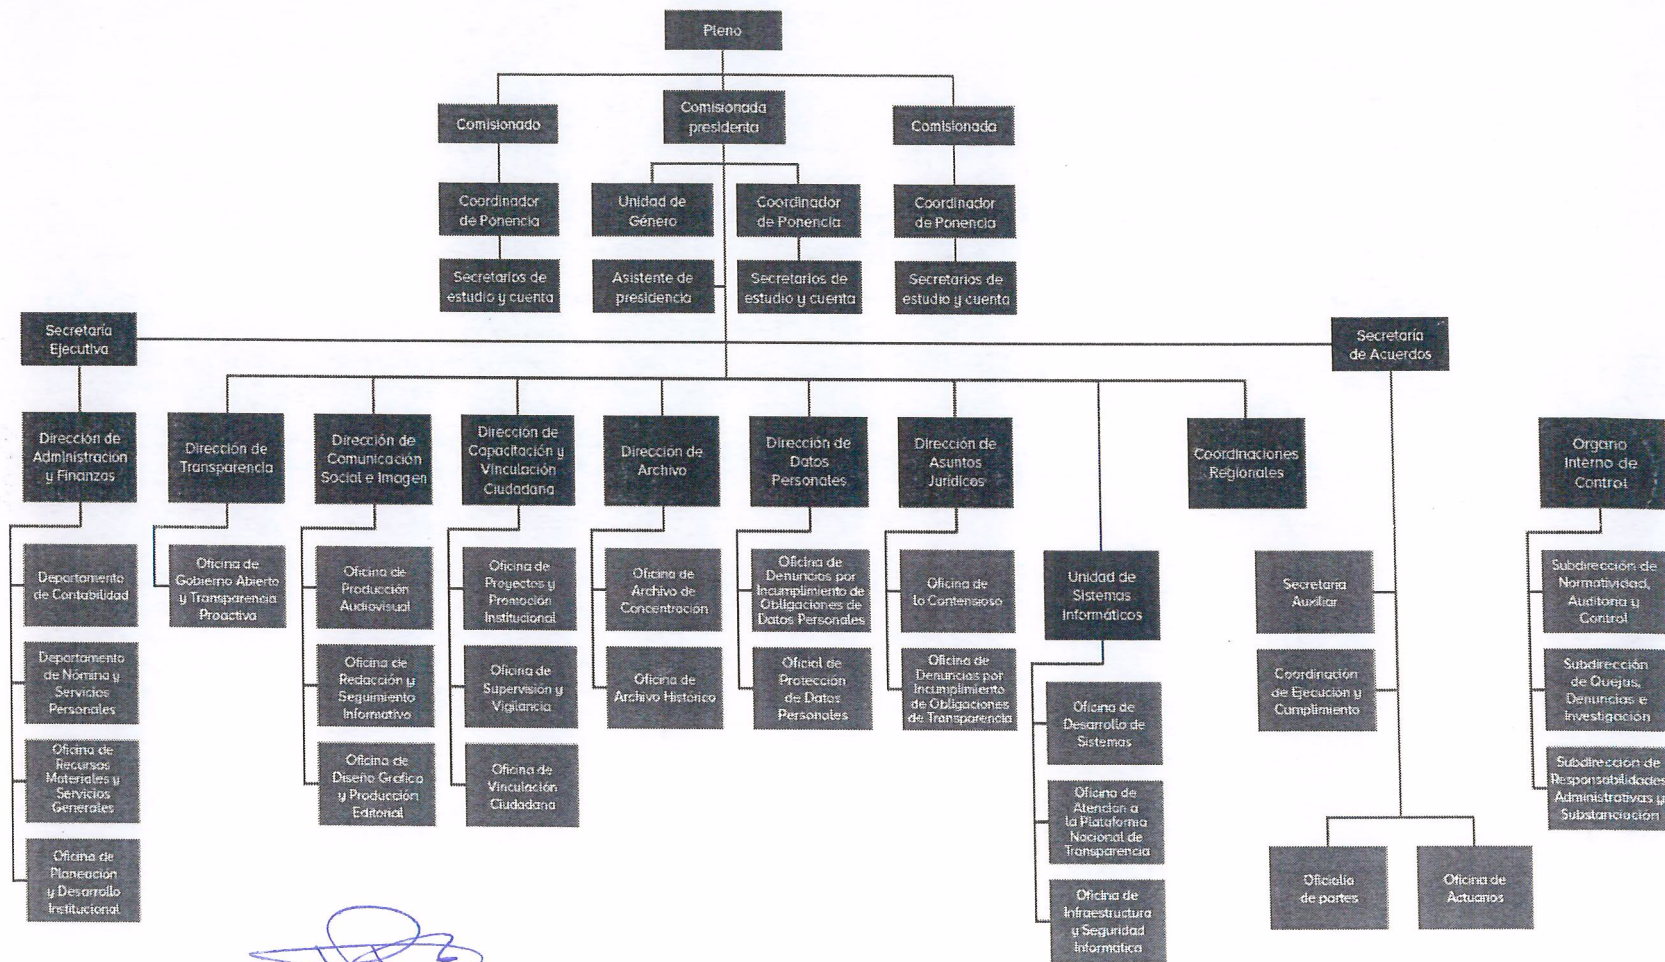 Pleno
Comisionado
Comisionada
presidenta
Comisionada
Coordinador
de Ponencia
Unidad de
Género
Coordinador
de Ponencia
Coordinador
de Ponencia
Secretarios de
estudio y cuenta
Asistente de
presidencia
Secretarios de
estudio y cuenta
Secretarios de
estudio y cuenta
Secretaría
Ejecutiva
Secretaría
de Acuerdos
Dirección de
Administración
y Finanzas
Dirección de
Transparencia
Dirección de
Comunicación
Social e Imagen
Dirección de
Capacitación y
Vinculación
Ciudadana
Dirección de
Archivo
Dirección de
Datos
Personales
Dirección de
Asuntos
Jurídicos
Coordinaciones
Regionales
Organo
Interno de
Control
Departamento
de Contabilidad
Oficina de
Gobierno Abierto
y Transparencia
Proactiva
Oficina de
Producción
Audiovisual
Oficina de
Proyectos y
Promoción
Institucional
Oficina de
Archivo de
Concentración
Oficina de
Denuncias por
Incumplimiento de
Obligaciones de
Datos Personales
Oficina de
lo Contensioso
Unidad de
Sistemas
Informáticos
Secretaria
Auxiliar
Subdirección de
Normatividad,
Auditoria y
Control
Departamento
de Nómina y
Servicios
Personales
Oficina de
Redacción y
Seguimiento
Informativo
Oficina de
Supervisión y
Vigilancia
Oficina de
Archivo Histórico
Oficial de
Protección
de Datos
Personales
Oficina de
Denuncias por
Incumplimiento
de Obligaciones
de Transparencia
Coordinación
de Ejecución y
Cumplimiento
Subdirección
de Quejas,
Denuncias e
Investigación
Oficina de
Recursos
Materiales y
Servicios
Generales
Oficina de
Diseño Gráfico
y Producción
Editorial
Oficina de
Vinculación
Ciudadana
Oficina de
Desarrollo de
Sistemas
Subdirección de
Responsabilidades
Administrativas y
Substanciación
Oficina de
Planeación
y Desarrollo
Institucional
Oficina de
Atención a
la Plataforma
Nacional de
Transparencia
Oficialía
de partes
Oficina de
Actuarios
Oficina de
Infraestructura
y Seguridad
Informática